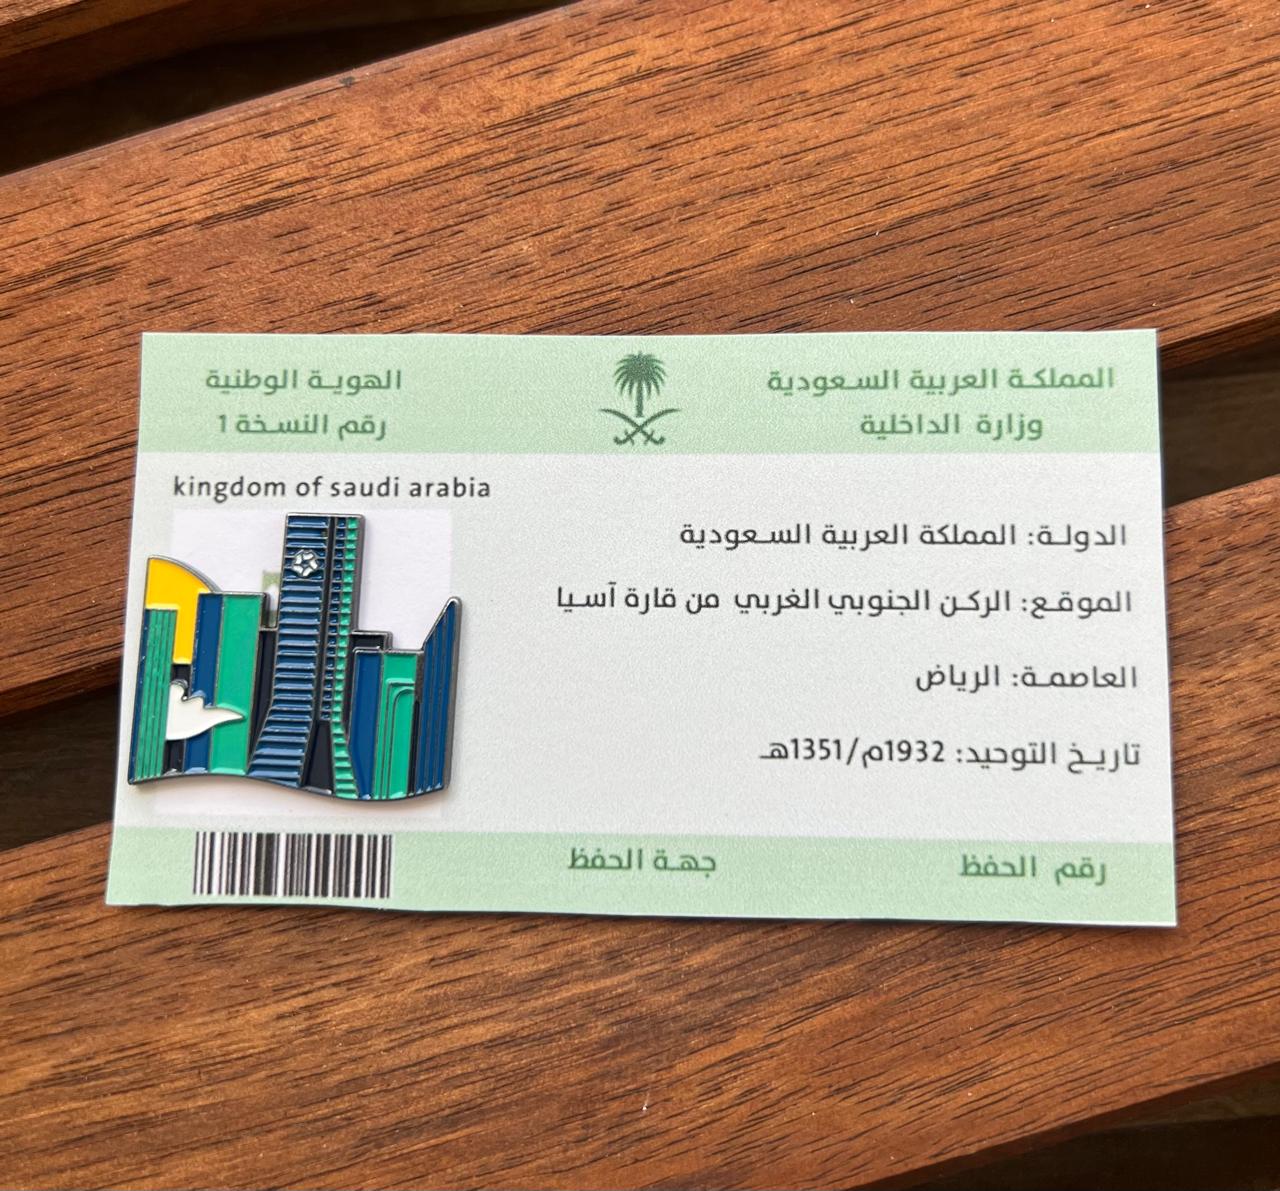 المملكة العربية السعودية
وزارة الداخلية
الهوية الوطنية
رقم النسخة 1
kingdom of saudi arabia
الدولة: المملكة العربية السعودية
الموقع: الركن الجنوبي الغربي من قارة آسيا
العاصمة: الرياض
تاريخ التوحيد: 1932م/1351هـ
رقم الحفظ
جهة الحفظ